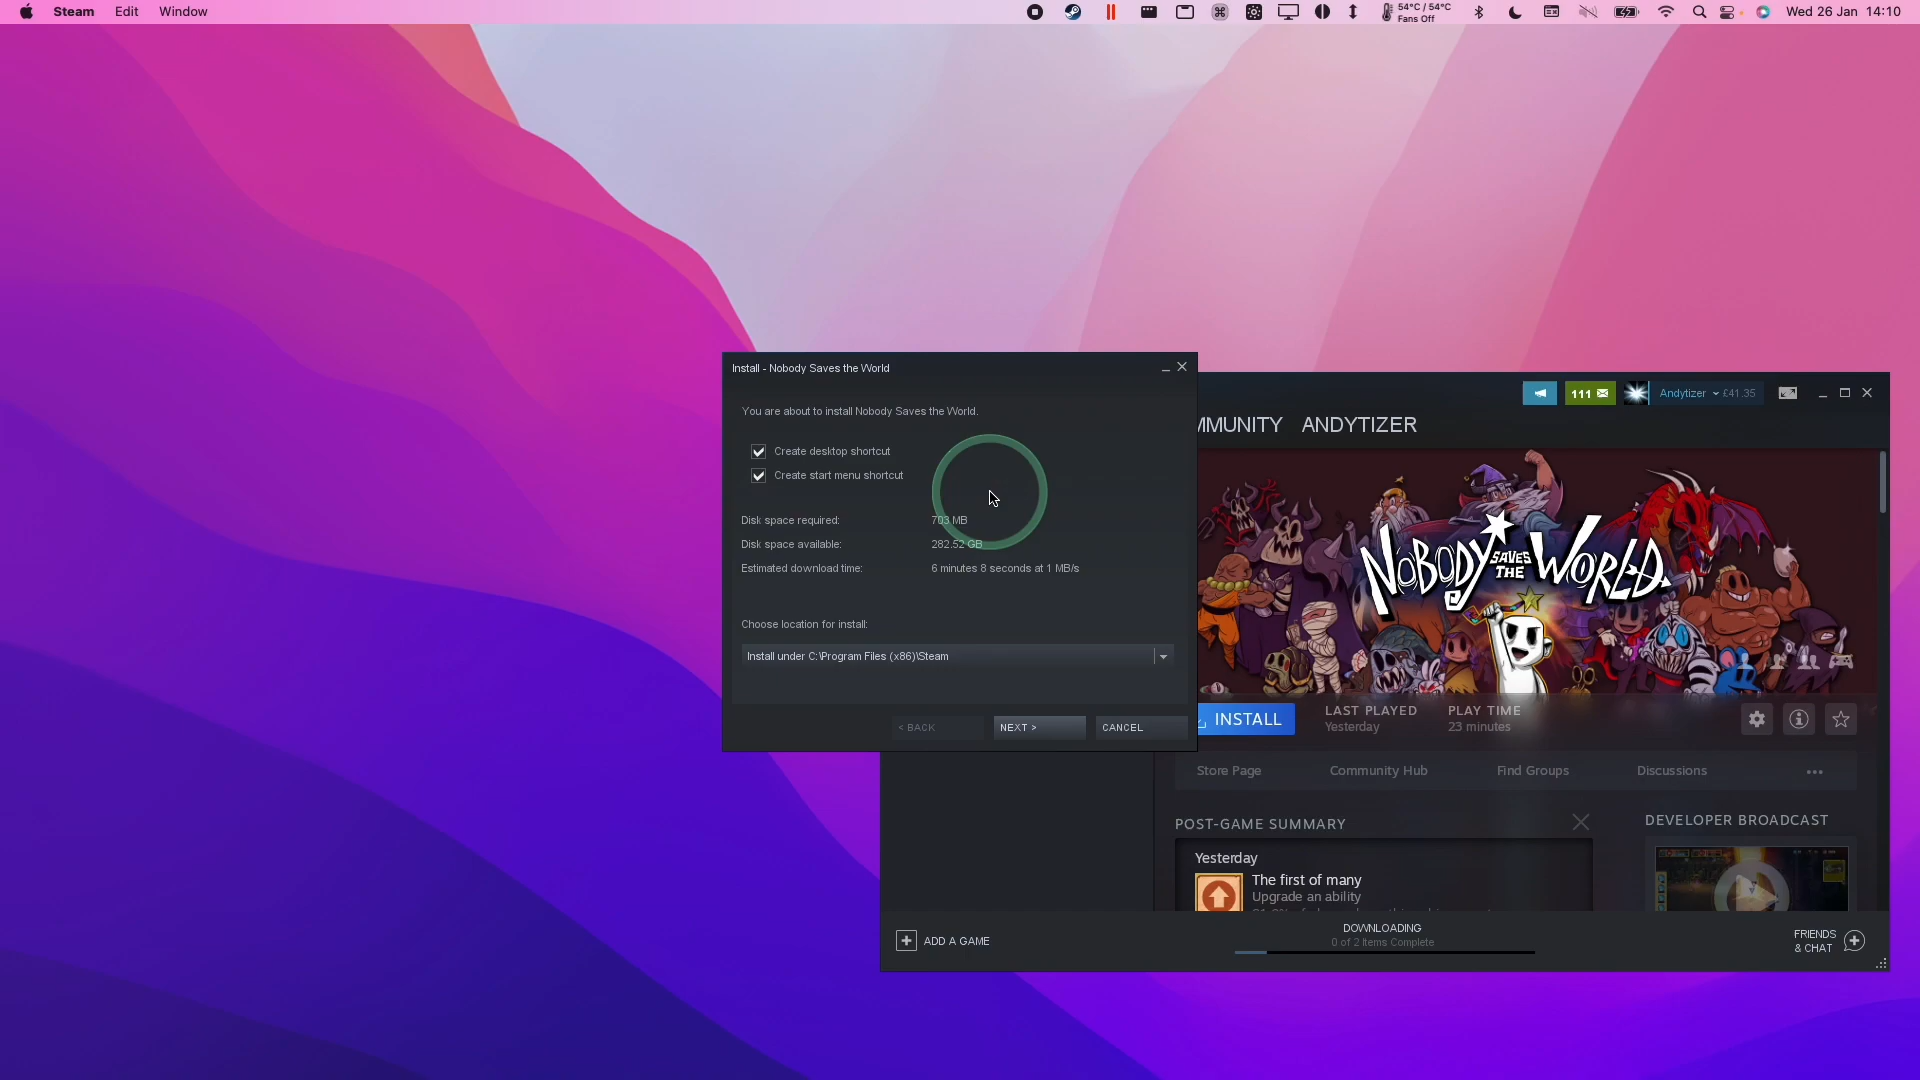 Steam Edit Window
54°C / 54°C
Fans Off
Wed 26 Jan 14:10
Install - Nobody Saves the World
You are about to install Nobody Saves the World.
Create desktop shortcut
Create start menu shortcut
Disk space required: 703 MB
Disk space available: 282.52 GB
Estimated download time: 6 minutes 8 seconds at 1 MB/s
Choose location for install:
Install under C:\Program Files (x86)\Steam
< BACK NEXT > CANCEL
111 Andytizer £41.35
MMUNITY ANDYTIZER
NOBODY SAVES THE WORLD
INSTALL
LAST PLAYED
Yesterday
PLAY TIME
23 minutes
Store Page Community Hub Find Groups Discussions
POST-GAME SUMMARY
Yesterday
The first of many
Upgrade an ability
DEVELOPER BROADCAST
ADD A GAME
DOWNLOADING
0 of 2 Items Complete
FRIENDS
& CHAT